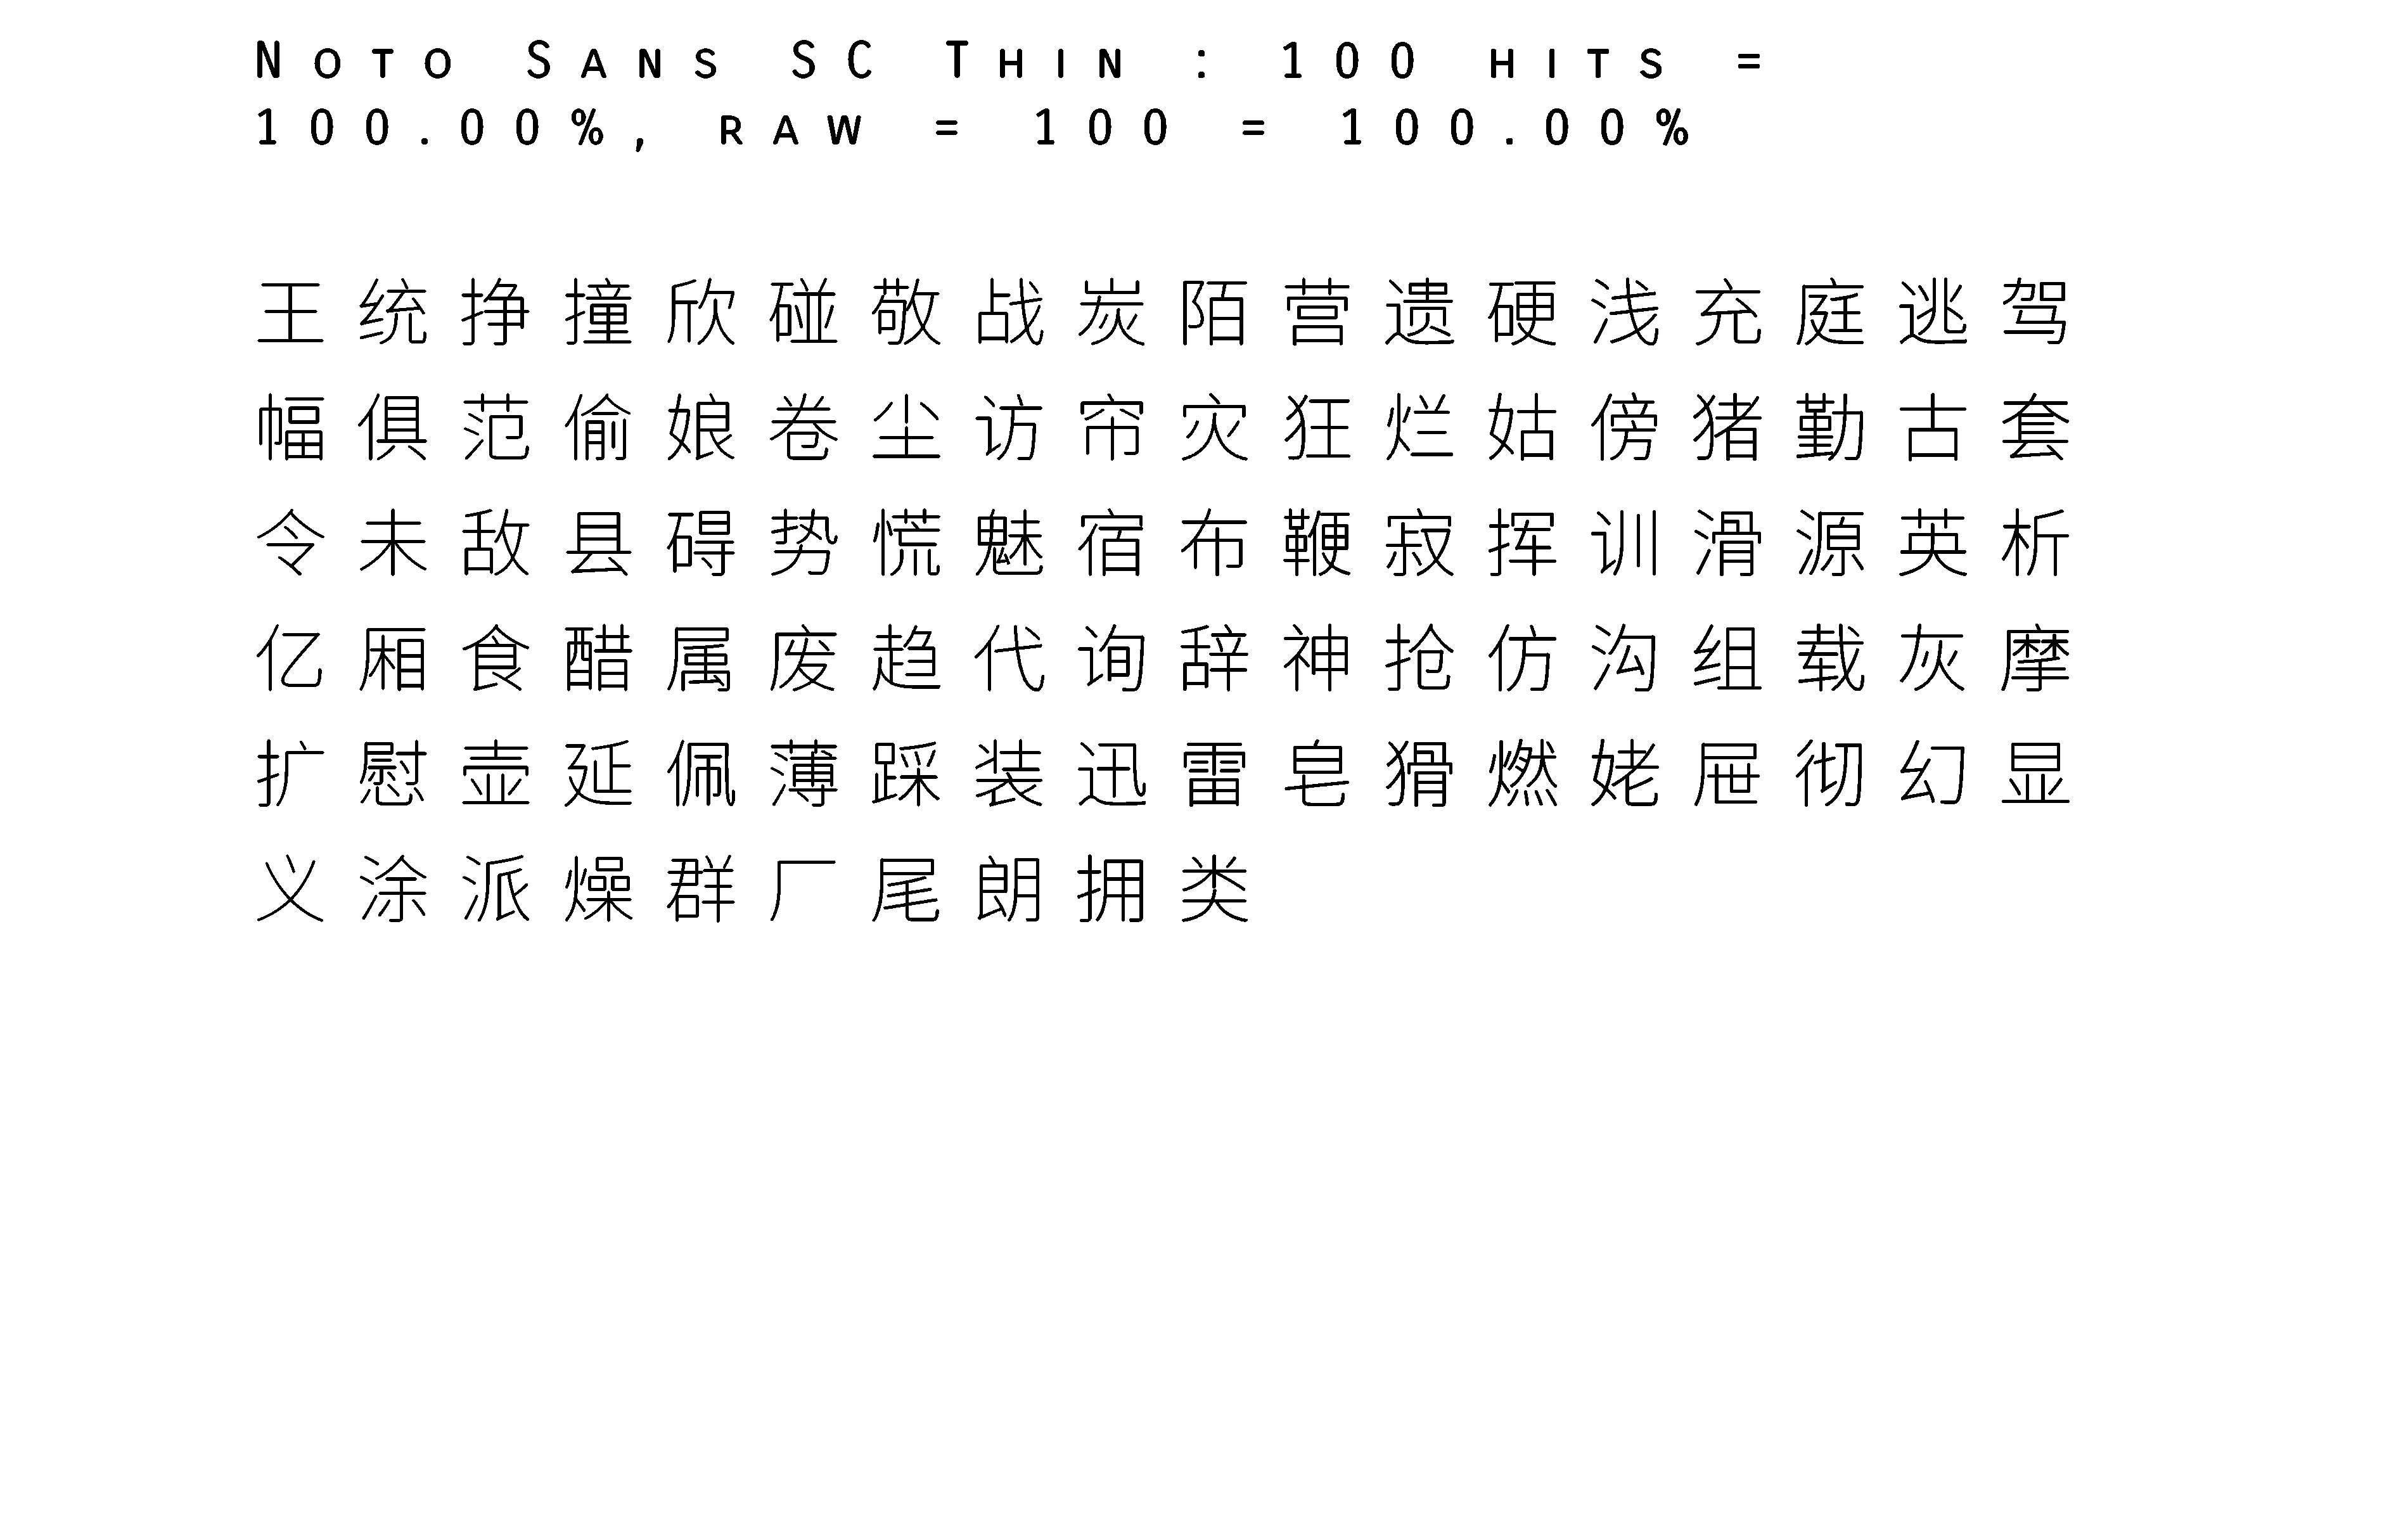 Noto Sans SC Thin : 100 hits =
100.00%, raw = 100 = 100.00%
王统挣撞欣碰敬战炭陌营遗硬浅充庭逃驾
幅俱范偷娘卷尘访帘灾狂烂姑傍猪勤古套
令未敌县碍势慌魅宿布鞭寂挥训滑源英析
亿厢食醋属废趋代询辞神抢仿沟组载灰摩
扩慰壶延佩薄踩装迅雷皂猾燃姥屉彻幻显
义涂派燥群厂尾朗拥类